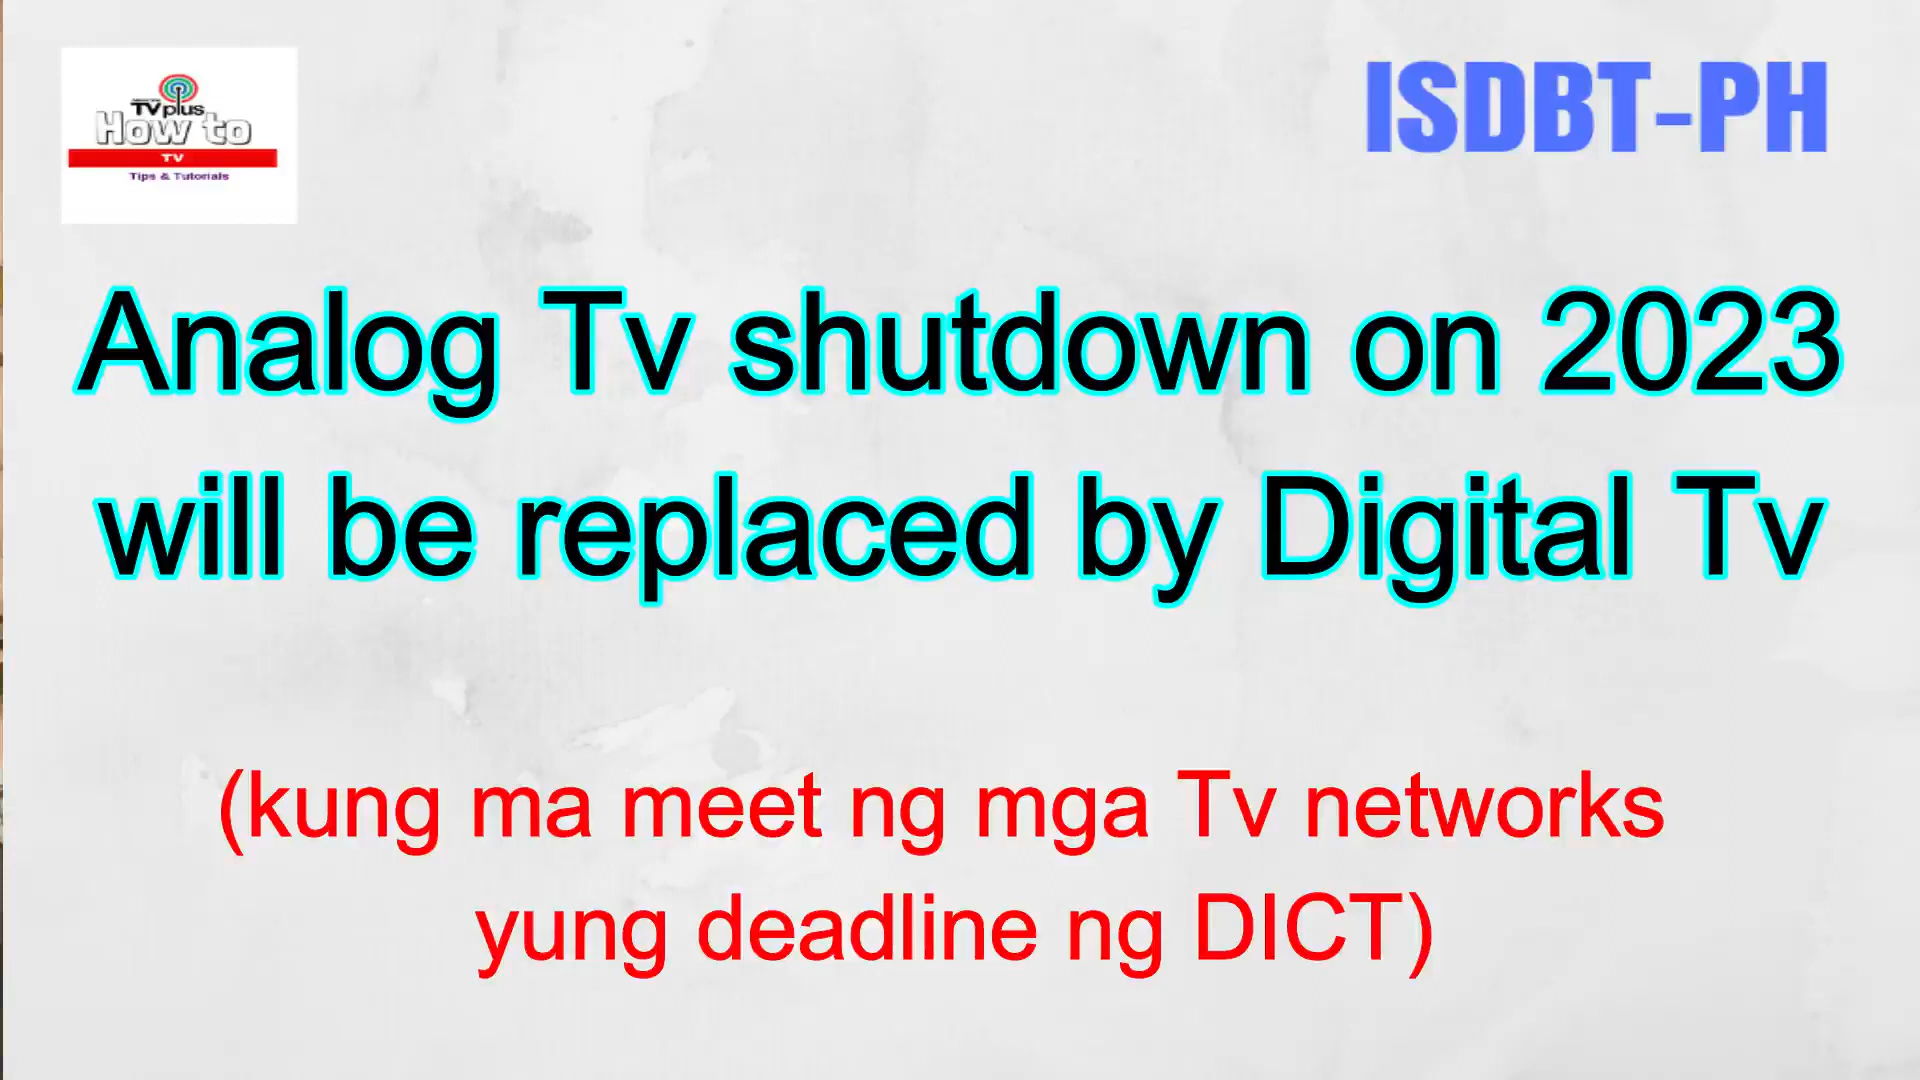 TVplus
How to
TV
Tips & Tutorials
ISDBT-PH
Analog Tv shutdown on 2023
will be replaced by Digital Tv
(kung ma meet ng mga Tv networks
yung deadline ng DICT)